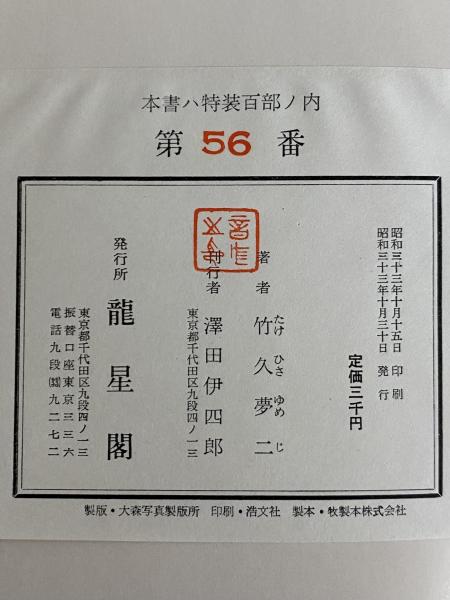 本書ハ特装百部ノ内
第 56 番
昭和三十三年十月十五日 印刷
昭和三十三年十月三十日 発行
定価三千円
著者 竹久夢二
たけ ひさ ゆめ じ
刊行者 澤田伊四郎
東京都千代田区九段四ノ一三
発行所 龍星閣
東京都千代田区九段四ノ一三
振替口座東京三三六
電話九段㉝九二七二
製版・大森写真製版所 印刷・浩文社 製本・牧製本株式会社